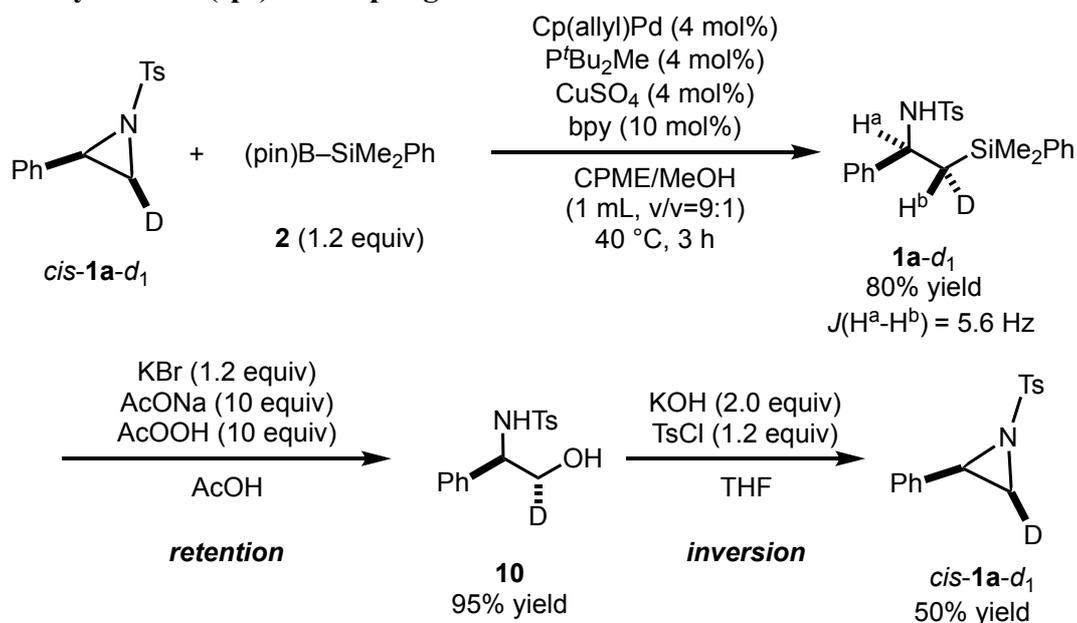 Cp(allyl)Pd (4 mol%)
PᵗBu₂Me (4 mol%)
CuSO₄ (4 mol%)
bpy (10 mol%)
Ts
N
Ph
D
+
(pin)B–SiMe₂Ph
CPME/MeOH
(1 mL, v/v=9:1)
40 °C, 3 h
2 (1.2 equiv)
cis-1a-d₁
NHTs
Hᵃ
SiMe₂Ph
Ph
Hᵇ
D
1a-d₁
80% yield
J(Hᵃ-Hᵇ) = 5.6 Hz
KBr (1.2 equiv)
AcONa (10 equiv)
AcOOH (10 equiv)
AcOH
retention
NHTs
OH
Ph
D
10
95% yield
KOH (2.0 equiv)
TsCl (1.2 equiv)
THF
inversion
Ts
N
Ph
D
cis-1a-d₁
50% yield